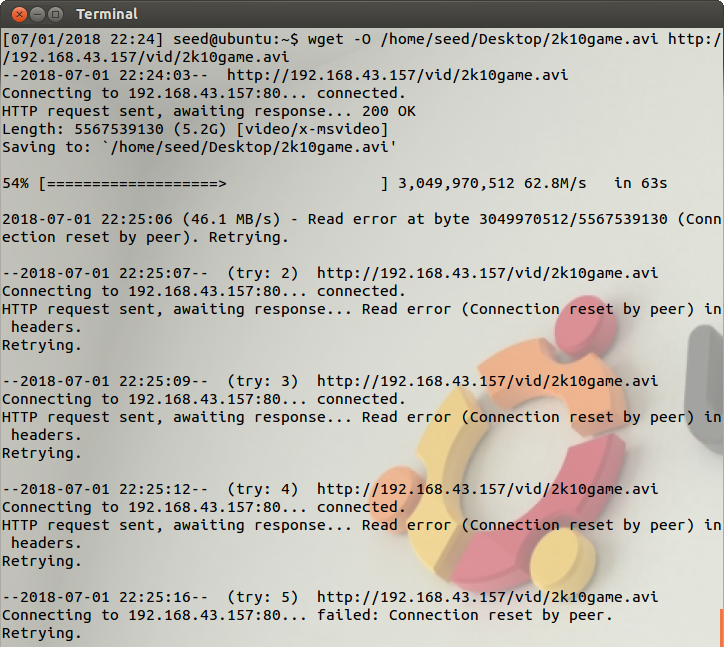 Terminal
[07/01/2018 22:24] seed@ubuntu:~$ wget -O /home/seed/Desktop/2k10game.avi http:/
/192.168.43.157/vid/2k10game.avi
--2018-07-01 22:24:03--  http://192.168.43.157/vid/2k10game.avi
Connecting to 192.168.43.157:80... connected.
HTTP request sent, awaiting response... 200 OK
Length: 5567539130 (5.2G) [video/x-msvideo]
Saving to: `/home/seed/Desktop/2k10game.avi'
54% [===================>                 ] 3,049,970,512 62.8M/s   in 63s
2018-07-01 22:25:06 (46.1 MB/s) - Read error at byte 3049970512/5567539130 (Conn
ection reset by peer). Retrying.
--2018-07-01 22:25:07--  (try: 2)  http://192.168.43.157/vid/2k10game.avi
Connecting to 192.168.43.157:80... connected.
HTTP request sent, awaiting response... Read error (Connection reset by peer) in
 headers.
Retrying.
--2018-07-01 22:25:09--  (try: 3)  http://192.168.43.157/vid/2k10game.avi
Connecting to 192.168.43.157:80... connected.
HTTP request sent, awaiting response... Read error (Connection reset by peer) in
 headers.
Retrying.
--2018-07-01 22:25:12--  (try: 4)  http://192.168.43.157/vid/2k10game.avi
Connecting to 192.168.43.157:80... connected.
HTTP request sent, awaiting response... Read error (Connection reset by peer) in
 headers.
Retrying.
--2018-07-01 22:25:16--  (try: 5)  http://192.168.43.157/vid/2k10game.avi
Connecting to 192.168.43.157:80... failed: Connection reset by peer.
Retrying.